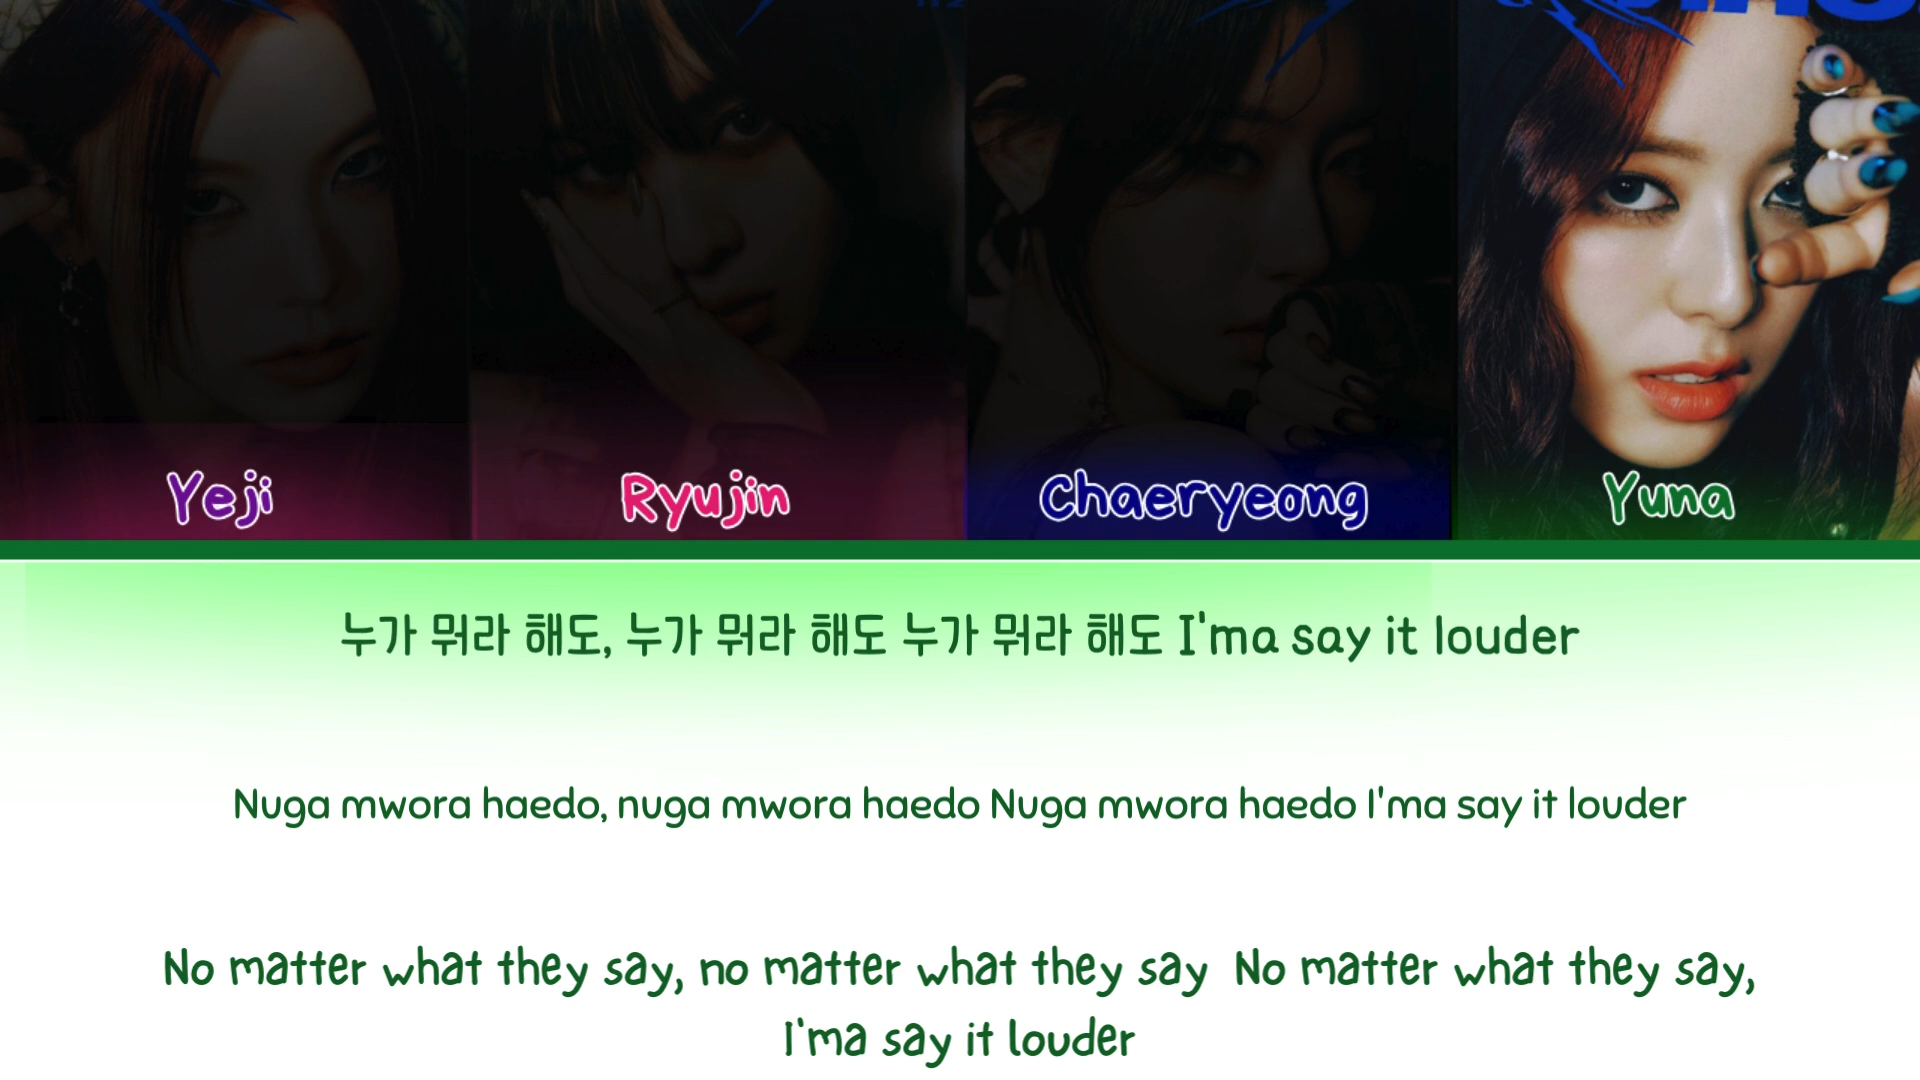 Yeji
Ryujin
Chaeryeong
Yuna
누가 뭐라 해도, 누가 뭐라 해도 누가 뭐라 해도 I'ma say it louder
Nuga mwora haedo, nuga mwora haedo Nuga mwora haedo I'ma say it louder
No matter what they say, no matter what they say No matter what they say,
I'ma say it louder